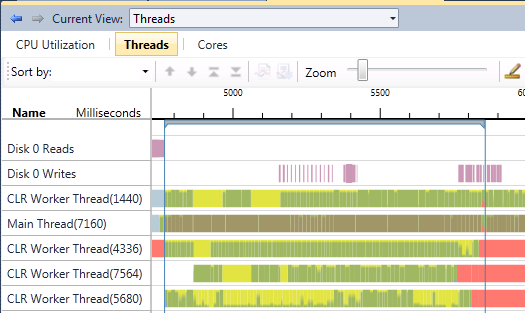 Current View: Threads
CPU Utilization Threads Cores
Sort by: Zoom
Name Milliseconds 5000 5500
Disk 0 Reads
Disk 0 Writes
CLR Worker Thread(1440)
Main Thread(7160)
CLR Worker Thread(4336)
CLR Worker Thread(7564)
CLR Worker Thread(5680)